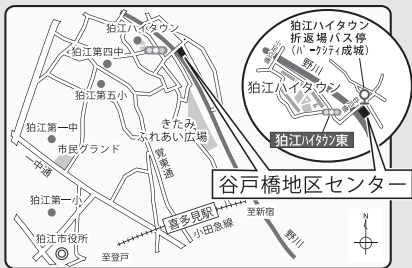 狛江ハイタウン
狛江第四中
狛江第五小
きたみ
ふれあい広場
狛江第一中
市民グランド
一中通
覚東通
狛江第一小
狛江市役所
喜多見駅
小田急線
至新宿
至登戸
野川
N
狛江ハイタウン
折返場バス停
(パークシティ成城)
野川
狛江ハイタウン
狛江ハイタウン東
谷戸橋地区センター